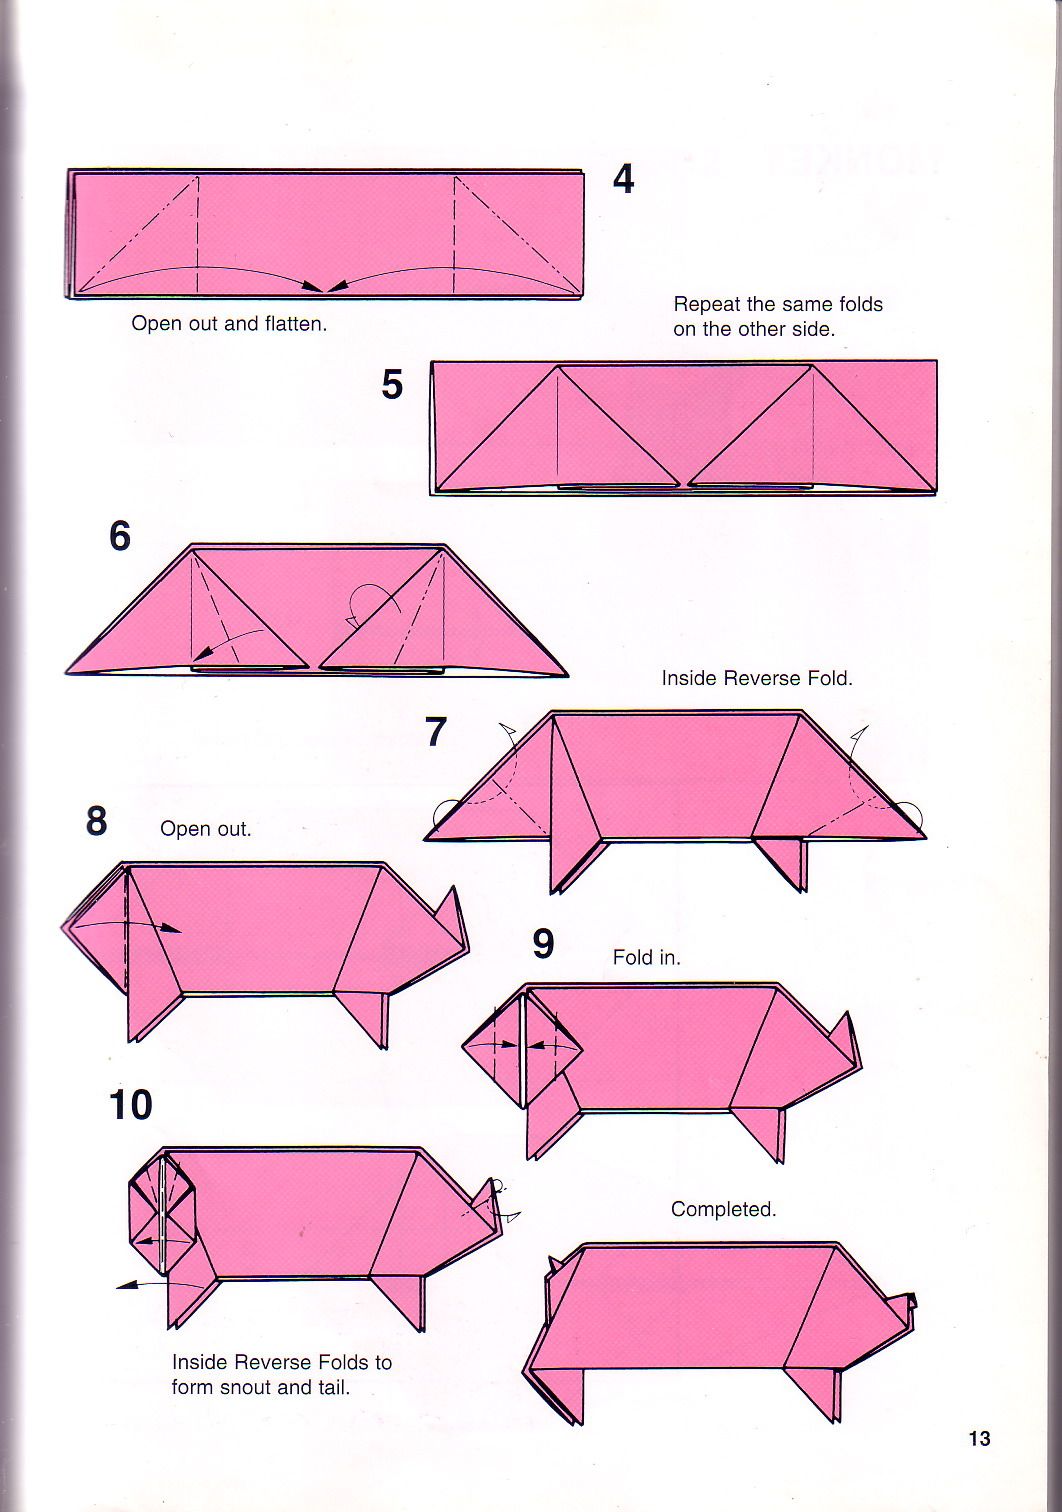 4
Open out and flatten.
Repeat the same folds
on the other side.
5
6
Inside Reverse Fold.
7
8
Open out.
9
Fold in.
10
Completed.
Inside Reverse Folds to
form snout and tail.
13